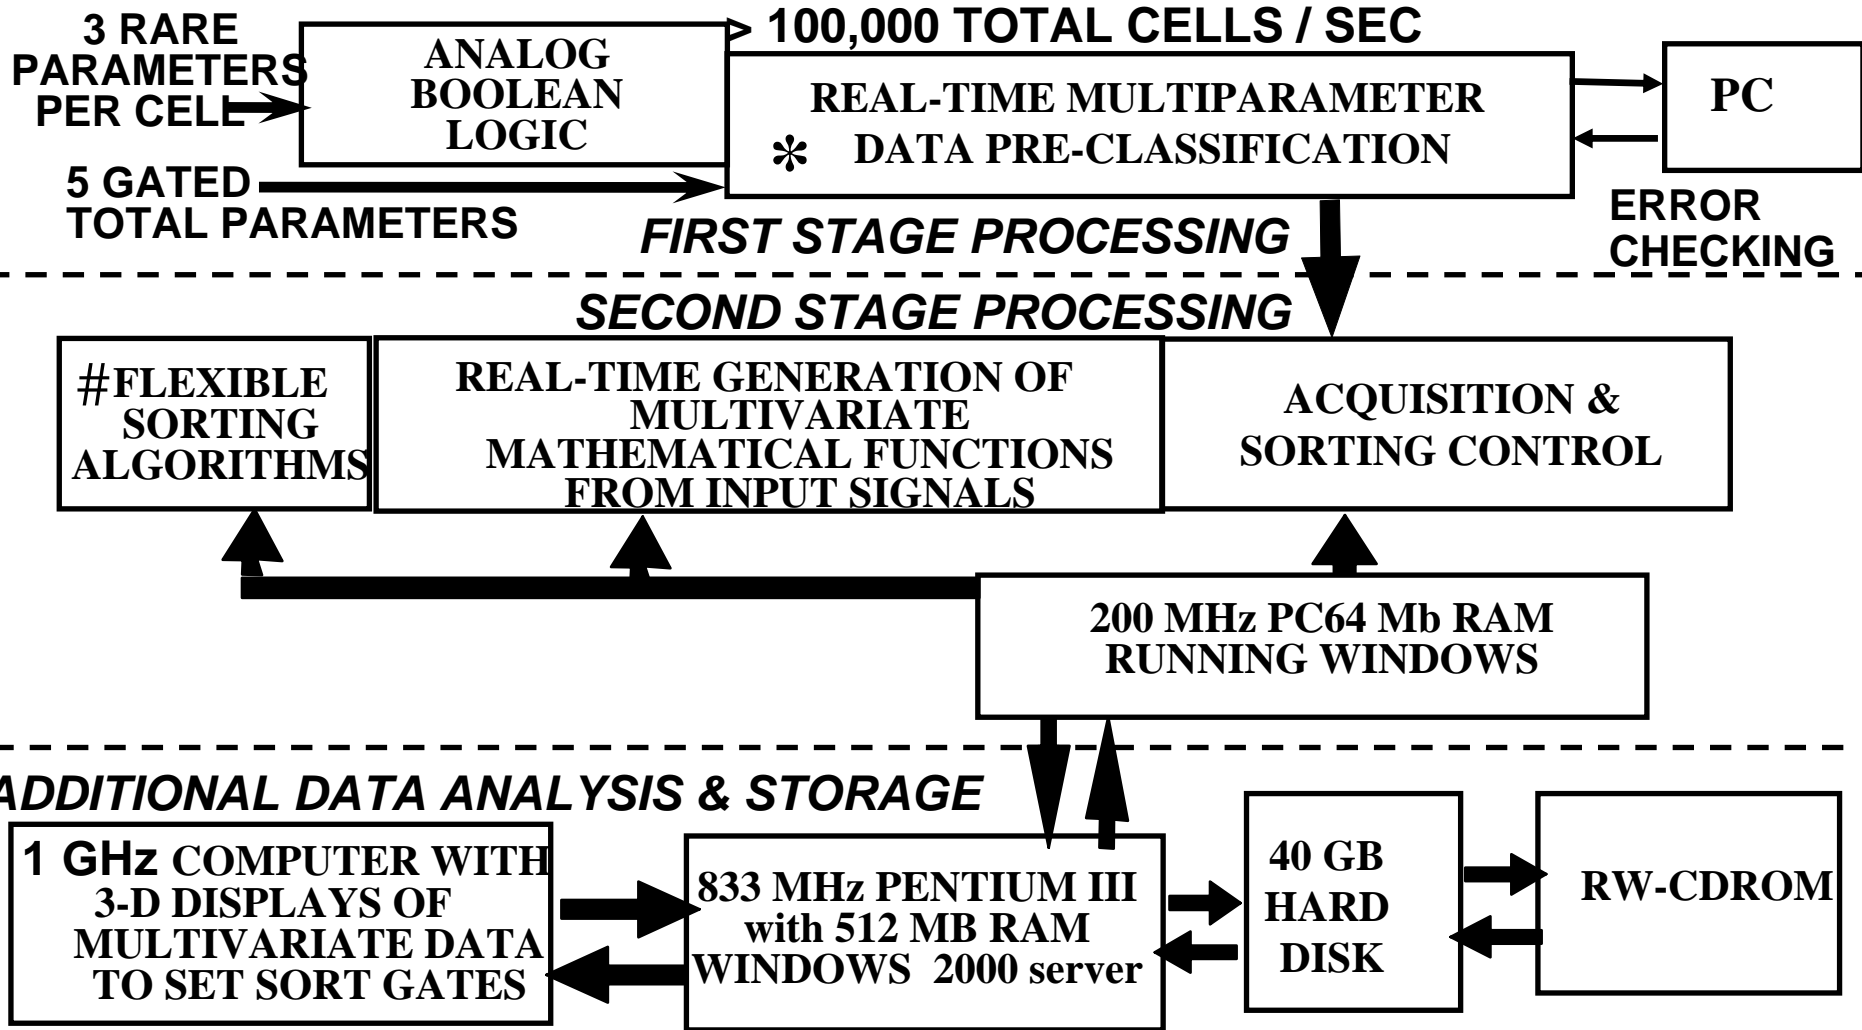 3 RARE
PARAMETERS
PER CELL
ANALOG
BOOLEAN
LOGIC
> 100,000 TOTAL CELLS / SEC
REAL-TIME MULTIPARAMETER
* DATA PRE-CLASSIFICATION
PC
5 GATED
TOTAL PARAMETERS
ERROR
CHECKING
FIRST STAGE PROCESSING
SECOND STAGE PROCESSING
#FLEXIBLE
SORTING
ALGORITHMS
REAL-TIME GENERATION OF
MULTIVARIATE
MATHEMATICAL FUNCTIONS
FROM INPUT SIGNALS
ACQUISITION &
SORTING CONTROL
200 MHz PC64 Mb RAM
RUNNING WINDOWS
ADDITIONAL DATA ANALYSIS & STORAGE
1 GHz COMPUTER WITH
3-D DISPLAYS OF
MULTIVARIATE DATA
TO SET SORT GATES
833 MHz PENTIUM III
with 512 MB RAM
WINDOWS 2000 server
40 GB
HARD
DISK
RW-CDROM